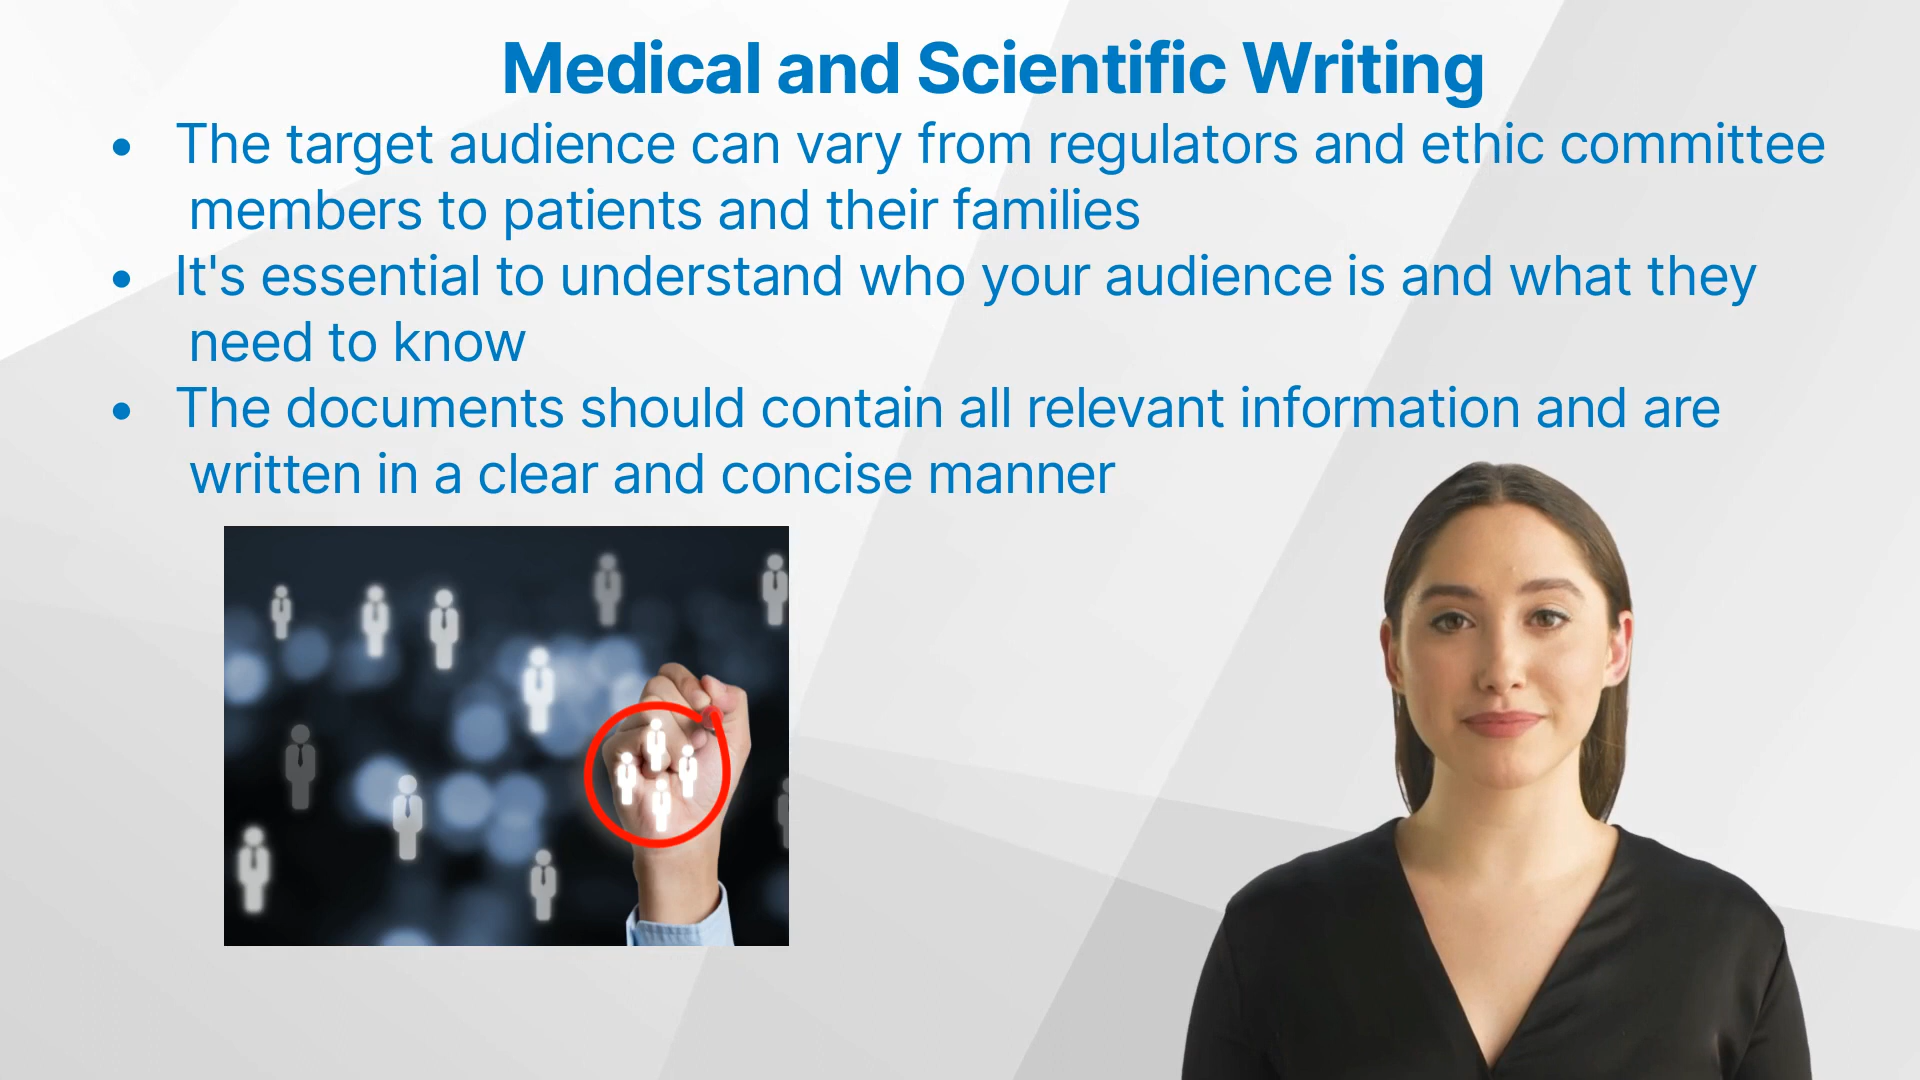 Medical and Scientific Writing
• The target audience can vary from regulators and ethic committee
members to patients and their families
• It's essential to understand who your audience is and what they
need to know
• The documents should contain all relevant information and are
written in a clear and concise manner